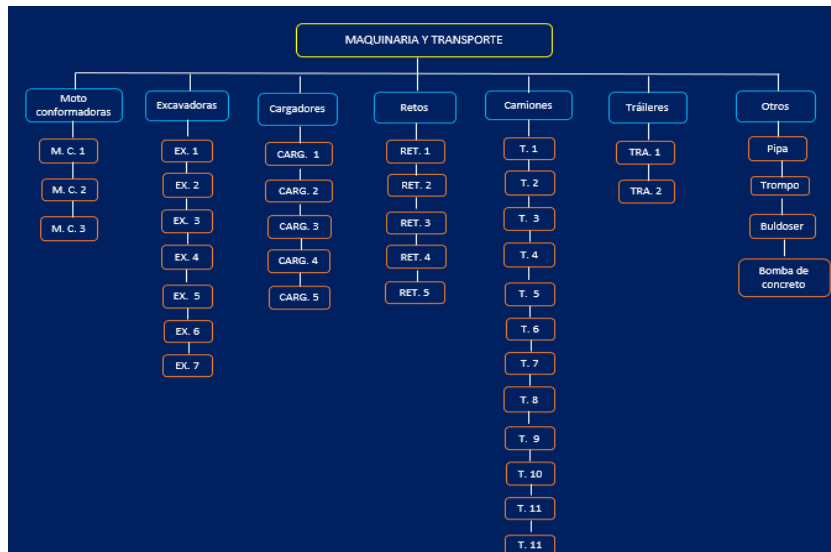 MAQUINARIA Y TRANSPORTE
Moto
conformadoras
M. C. 1
M. C. 2
M. C. 3
Excavadoras
EX. 1
EX. 2
EX. 3
EX. 4
EX. 5
EX. 6
EX. 7
Cargadores
CARG. 1
CARG. 2
CARG. 3
CARG. 4
CARG. 5
Retos
RET. 1
RET. 2
RET. 3
RET. 4
RET. 5
Camiones
T. 1
T. 2
T. 3
T. 4
T. 5
T. 6
T. 7
T. 8
T. 9
T. 10
T. 11
T. 11
Tráileres
TRA. 1
TRA. 2
Otros
Pipa
Trompo
Buldoser
Bomba de
concreto